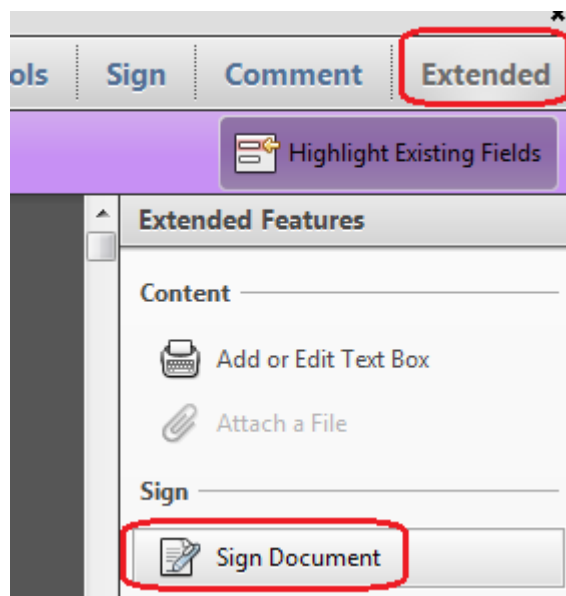 ols Sign Comment Extended
Highlight Existing Fields
Extended Features
Content
Add or Edit Text Box
Attach a File
Sign
Sign Document